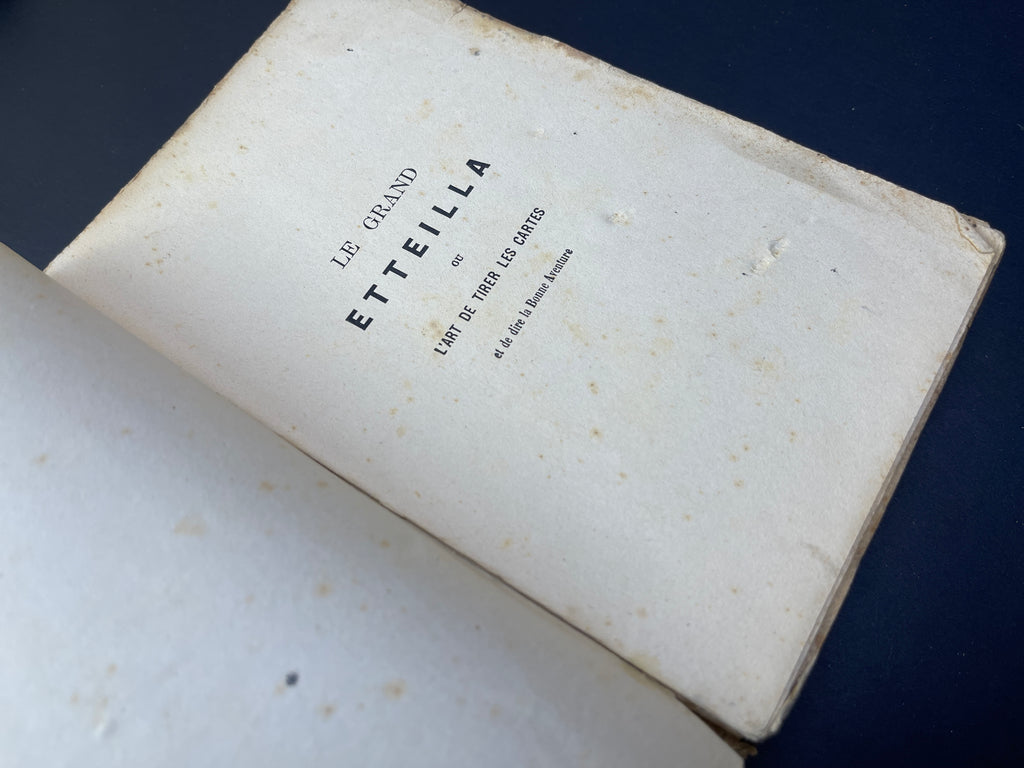 LE GRAND
ETTEILLA
OU
L'ART DE TIRER LES CARTES
et de dire la Bonne Aventure